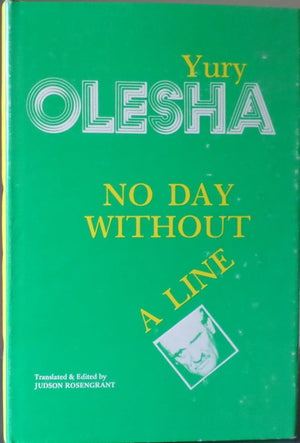 Yury
OLESHA
NO DAY
WITHOUT
A LINE
Translated & Edited by
JUDSON ROSENGRANT